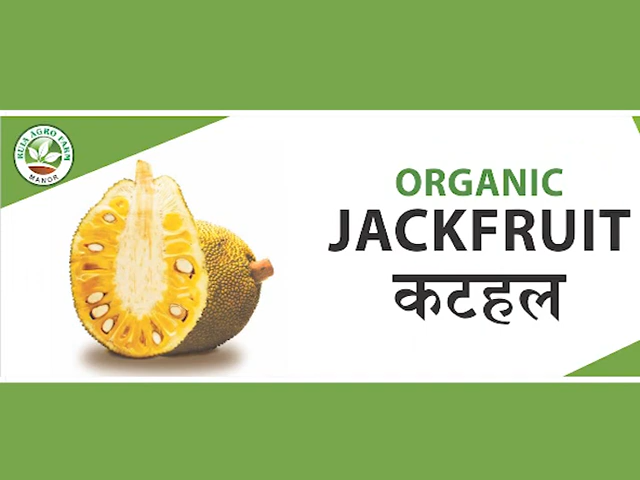 RUIA AGRO FARM
MANOR
ORGANIC
JACKFRUIT
कटहल